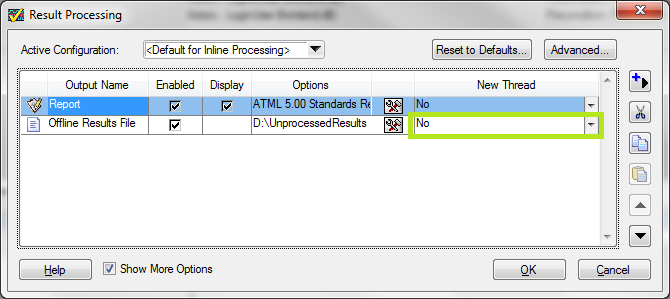 Result Processing
Active Configuration: <Default for Inline Processing> Reset to Defaults... Advanced...
Output Name Enabled Display Options New Thread
Report ATML 5.00 Standards Re No
Offline Results File D:\UnprocessedResults No
Help Show More Options OK Cancel